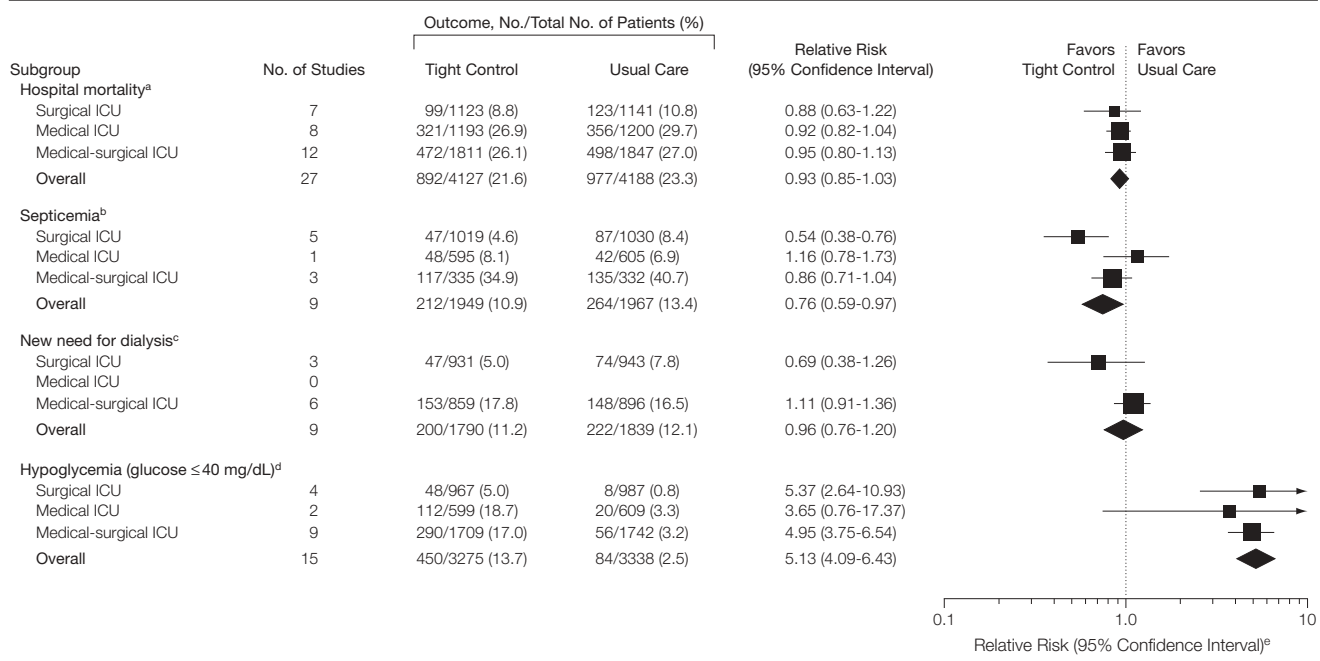 Outcome, No./Total No. of Patients (%)
Relative Risk Favors Favors
Subgroup No. of Studies Tight Control Usual Care (95% Confidence Interval) Tight Control Usual Care
Hospital mortalityᵃ
Surgical ICU 7 99/1123 (8.8) 123/1141 (10.8) 0.88 (0.63-1.22)
Medical ICU 8 321/1193 (26.9) 356/1200 (29.7) 0.92 (0.82-1.04)
Medical-surgical ICU 12 472/1811 (26.1) 498/1847 (27.0) 0.95 (0.80-1.13)
Overall 27 892/4127 (21.6) 977/4188 (23.3) 0.93 (0.85-1.03)
Septicemiaᵇ
Surgical ICU 5 47/1019 (4.6) 87/1030 (8.4) 0.54 (0.38-0.76)
Medical ICU 1 48/595 (8.1) 42/605 (6.9) 1.16 (0.78-1.73)
Medical-surgical ICU 3 117/335 (34.9) 135/332 (40.7) 0.86 (0.71-1.04)
Overall 9 212/1949 (10.9) 264/1967 (13.4) 0.76 (0.59-0.97)
New need for dialysisᶜ
Surgical ICU 3 47/931 (5.0) 74/943 (7.8) 0.69 (0.38-1.26)
Medical ICU 0
Medical-surgical ICU 6 153/859 (17.8) 148/896 (16.5) 1.11 (0.91-1.36)
Overall 9 200/1790 (11.2) 222/1839 (12.1) 0.96 (0.76-1.20)
Hypoglycemia (glucose ≤40 mg/dL)ᵈ
Surgical ICU 4 48/967 (5.0) 8/987 (0.8) 5.37 (2.64-10.93)
Medical ICU 2 112/599 (18.7) 20/609 (3.3) 3.65 (0.76-17.37)
Medical-surgical ICU 9 290/1709 (17.0) 56/1742 (3.2) 4.95 (3.75-6.54)
Overall 15 450/3275 (13.7) 84/3338 (2.5) 5.13 (4.09-6.43)
0.1 1.0 10
Relative Risk (95% Confidence Interval)ᵉ